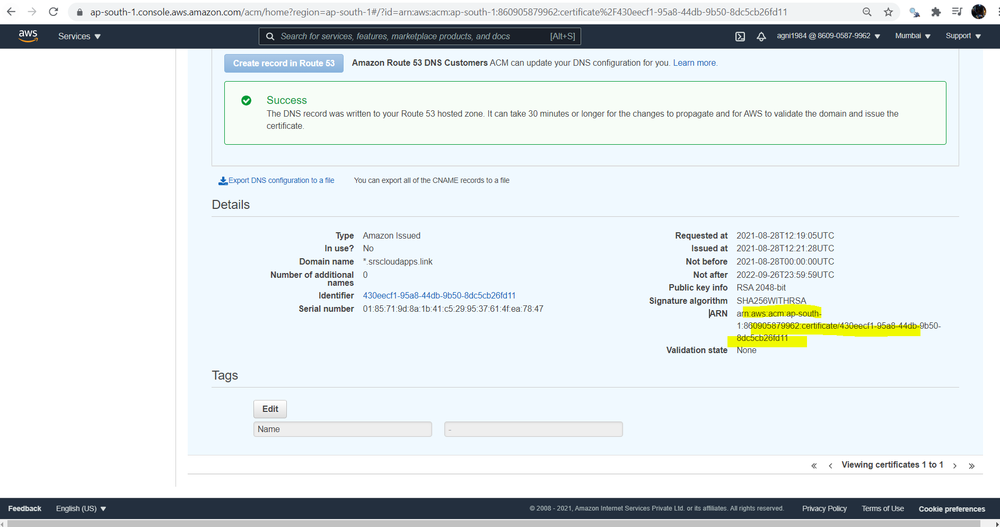 ap-south-1.console.aws.amazon.com/acm/home?region=ap-south-1#/?id=arn:aws:acm:ap-south-1:860905879962:certificate%2F430eecf1-95a8-44db-9b50-8dc5cb26fd11
aws Services Search for services, features, marketplace products, and docs [Alt+S] agni1984 @ 8609-0587-9962 Mumbai Support
Create record in Route 53 Amazon Route 53 DNS Customers ACM can update your DNS configuration for you. Learn more.
Success
The DNS record was written to your Route 53 hosted zone. It can take 30 minutes or longer for the changes to propagate and for AWS to validate the domain and issue the
certificate.
Export DNS configuration to a file You can export all of the CNAME records to a file
Details
Type Amazon Issued
In use? No
Domain name *.srscloudapps.link
Number of additional 0
names
Identifier 430eecf1-95a8-44db-9b50-8dc5cb26fd11
Serial number 01:85:71:9d:8a:1b:41:c5:29:95:37:61:4f:ea:78:47
Requested at 2021-08-28T12:19:05UTC
Issued at 2021-08-28T12:21:28UTC
Not before 2021-08-28T00:00:00UTC
Not after 2022-09-26T23:59:59UTC
Public key info RSA 2048-bit
Signature algorithm SHA256WITHRSA
ARN arn:aws:acm:ap-south-
1:860905879962:certificate/430eecf1-95a8-44db-9b50-
8dc5cb26fd11
Validation state None
Tags
Edit
Name -
« ‹ Viewing certificates 1 to 1 › »
Feedback English (US) © 2008 - 2021, Amazon Internet Services Private Ltd. or its affiliates. All rights reserved. Privacy Policy Terms of Use Cookie preferences